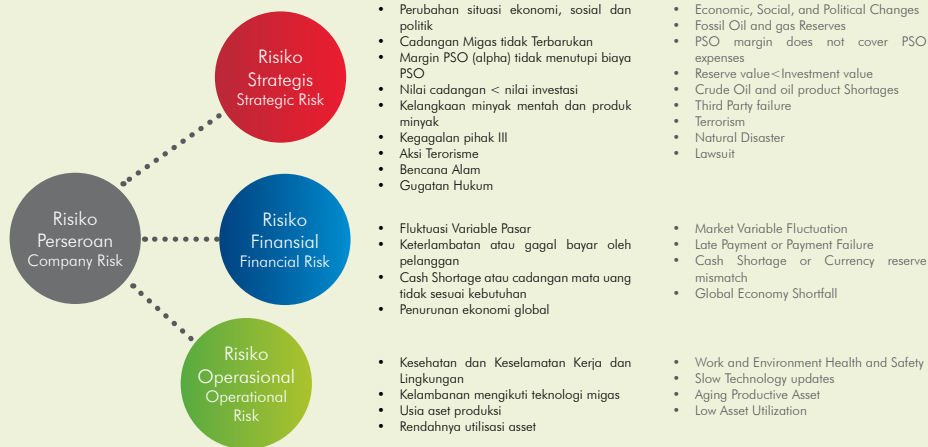 Risiko
Perseroan
Company Risk
Risiko
Strategis
Strategic Risk
• Perubahan situasi ekonomi, sosial dan
politik
• Cadangan Migas tidak Terbarukan
• Margin PSO (alpha) tidak menutupi biaya
PSO
• Nilai cadangan < nilai investasi
• Kelangkaan minyak mentah dan produk
minyak
• Kegagalan pihak III
• Aksi Terorisme
• Bencana Alam
• Gugatan Hukum
• Economic, Social, and Political Changes
• Fossil Oil and gas Reserves
• PSO margin does not cover PSO
expenses
• Reserve value<Investment value
• Crude Oil and oil product Shortages
• Third Party failure
• Terrorism
• Natural Disaster
• Lawsuit
Risiko
Finansial
Financial Risk
• Fluktuasi Variable Pasar
• Keterlambatan atau gagal bayar oleh
pelanggan
• Cash Shortage atau cadangan mata uang
tidak sesuai kebutuhan
• Penurunan ekonomi global
• Market Variable Fluctuation
• Late Payment or Payment Failure
• Cash Shortage or Currency reserve
mismatch
• Global Economy Shortfall
Risiko
Operasional
Operational
Risk
• Kesehatan dan Keselamatan Kerja dan
Lingkungan
• Kelambanan mengikuti teknologi migas
• Usia aset produksi
• Rendahnya utilisasi asset
• Work and Environment Health and Safety
• Slow Technology updates
• Aging Productive Asset
• Low Asset Utilization